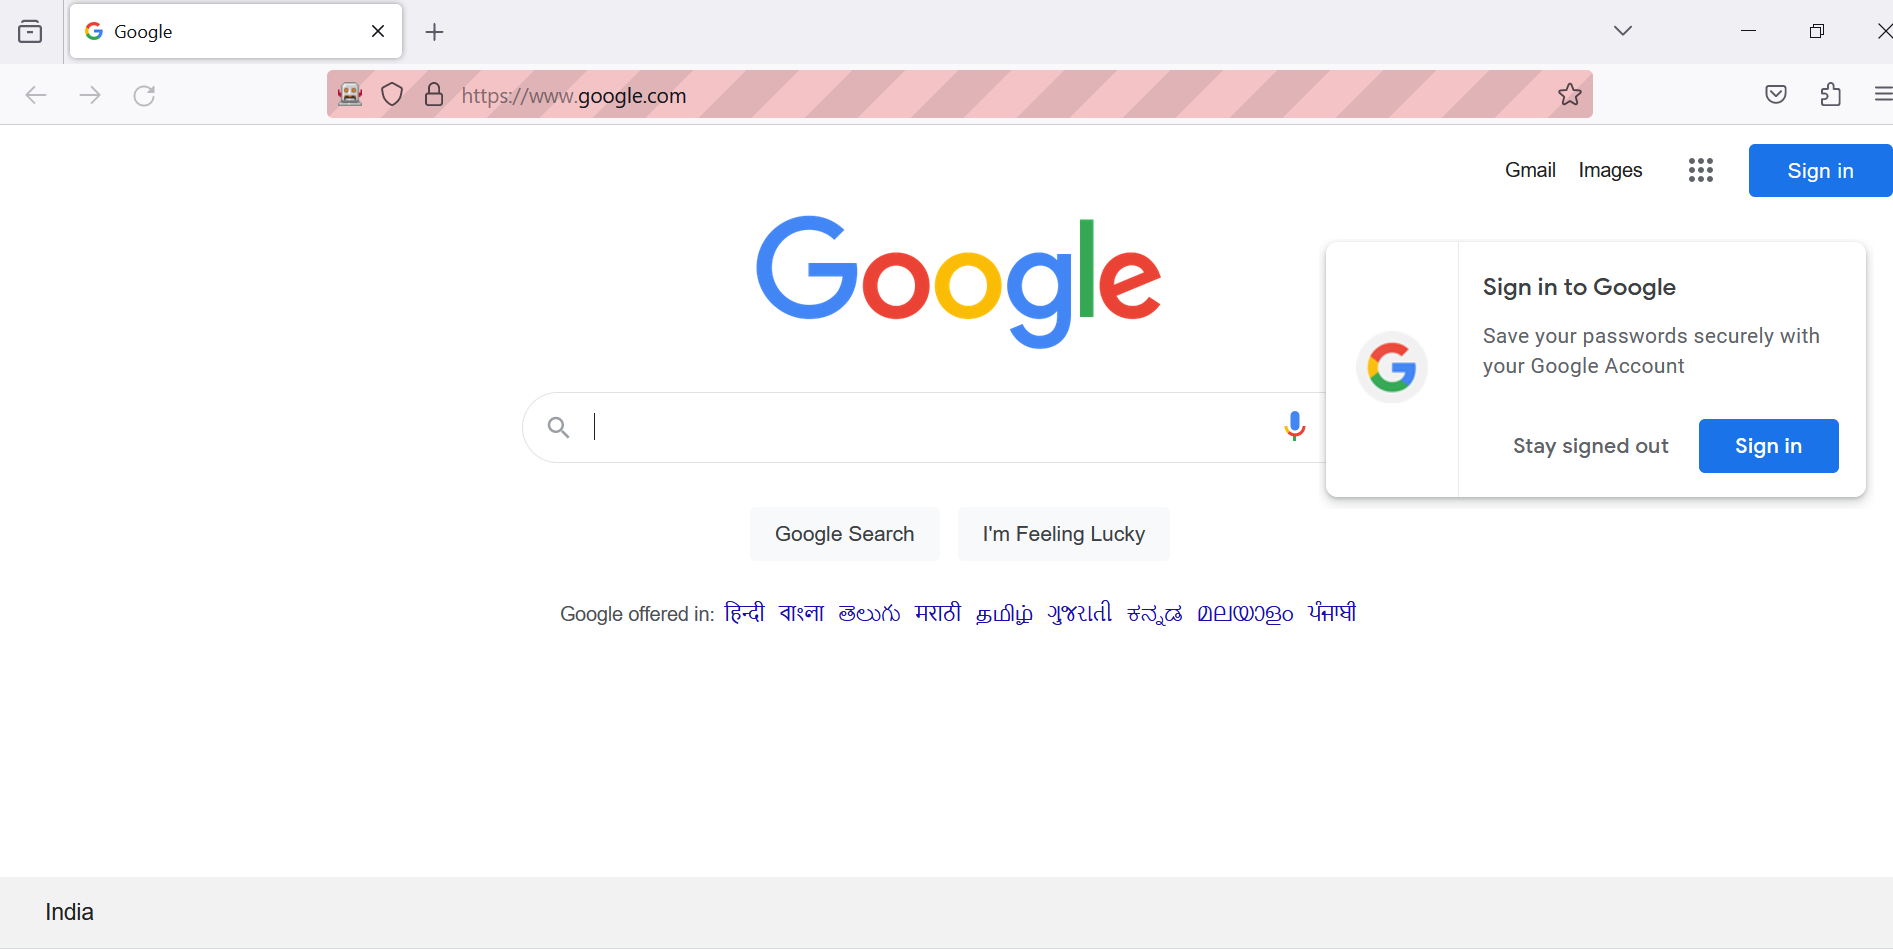 Google
https://www.google.com
Gmail Images Sign in
Google
Sign in to Google
Save your passwords securely with
your Google Account
Stay signed out Sign in
Google Search I'm Feeling Lucky
Google offered in: हिन्दी বাংলা తెలుగు मराठी தமிழ் ગુજરાતી ಕನ್ನಡ മലയാളം ਪੰਜਾਬੀ
India